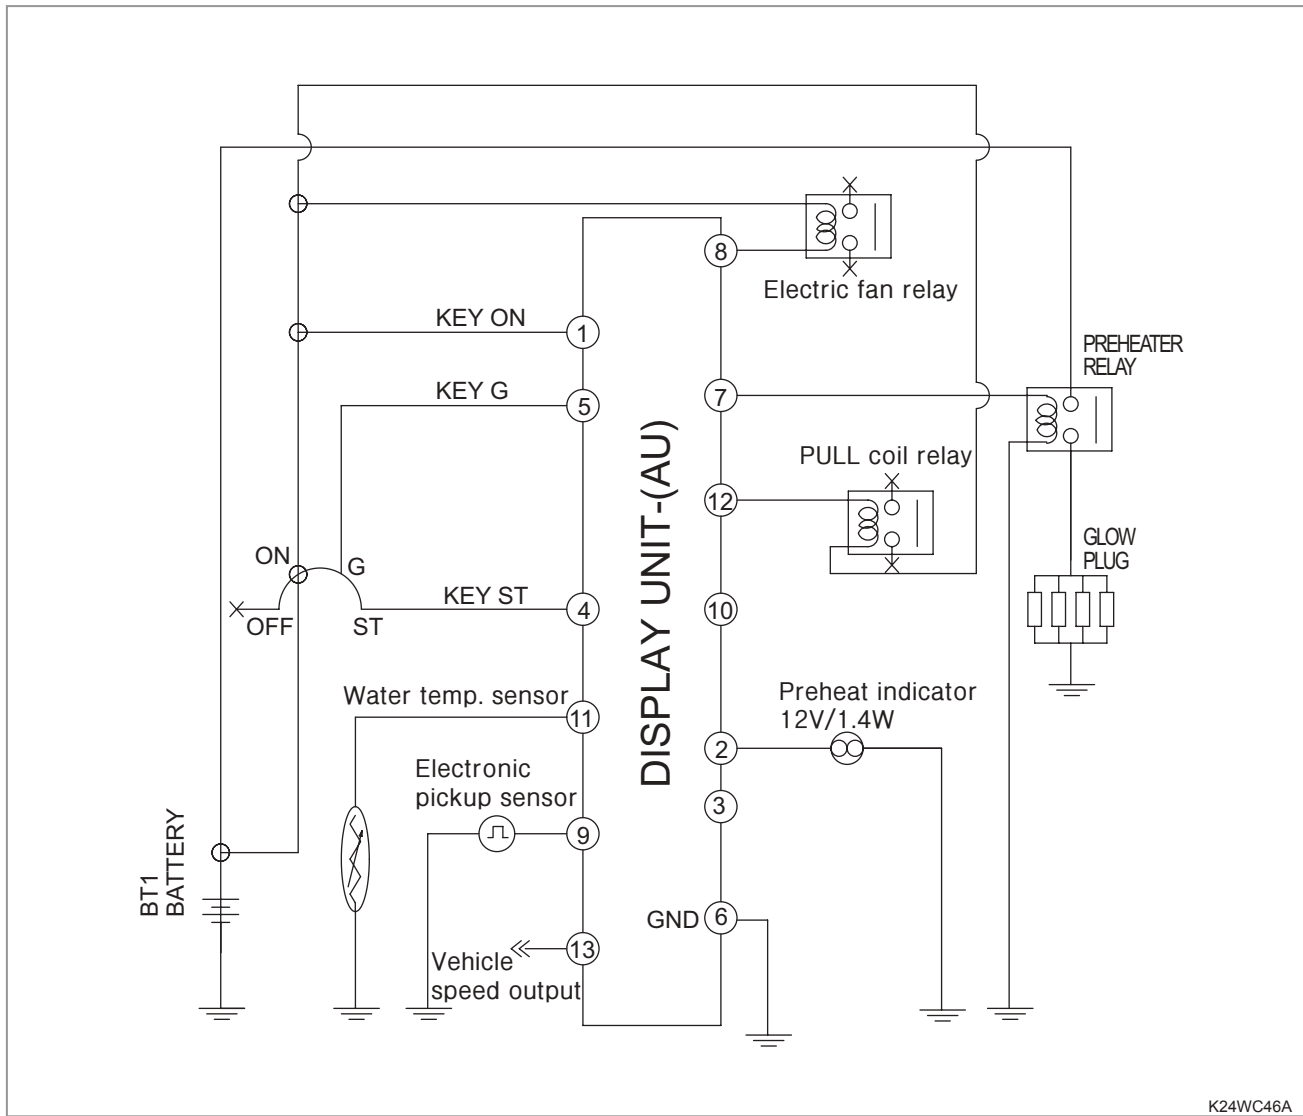 8
Electric fan relay
KEY ON
1
PREHEATER
RELAY
KEY G
5
7
PULL coil relay
12
DISPLAY UNIT-(AU)
GLOW
PLUG
ON
G
KEY ST
4
10
OFF
ST
Water temp. sensor
11
Preheat indicator
12V/1.4W
2
Electronic
pickup sensor
3
9
BT1
BATTERY
GND
6
13
Vehicle
speed output
K24WC46A